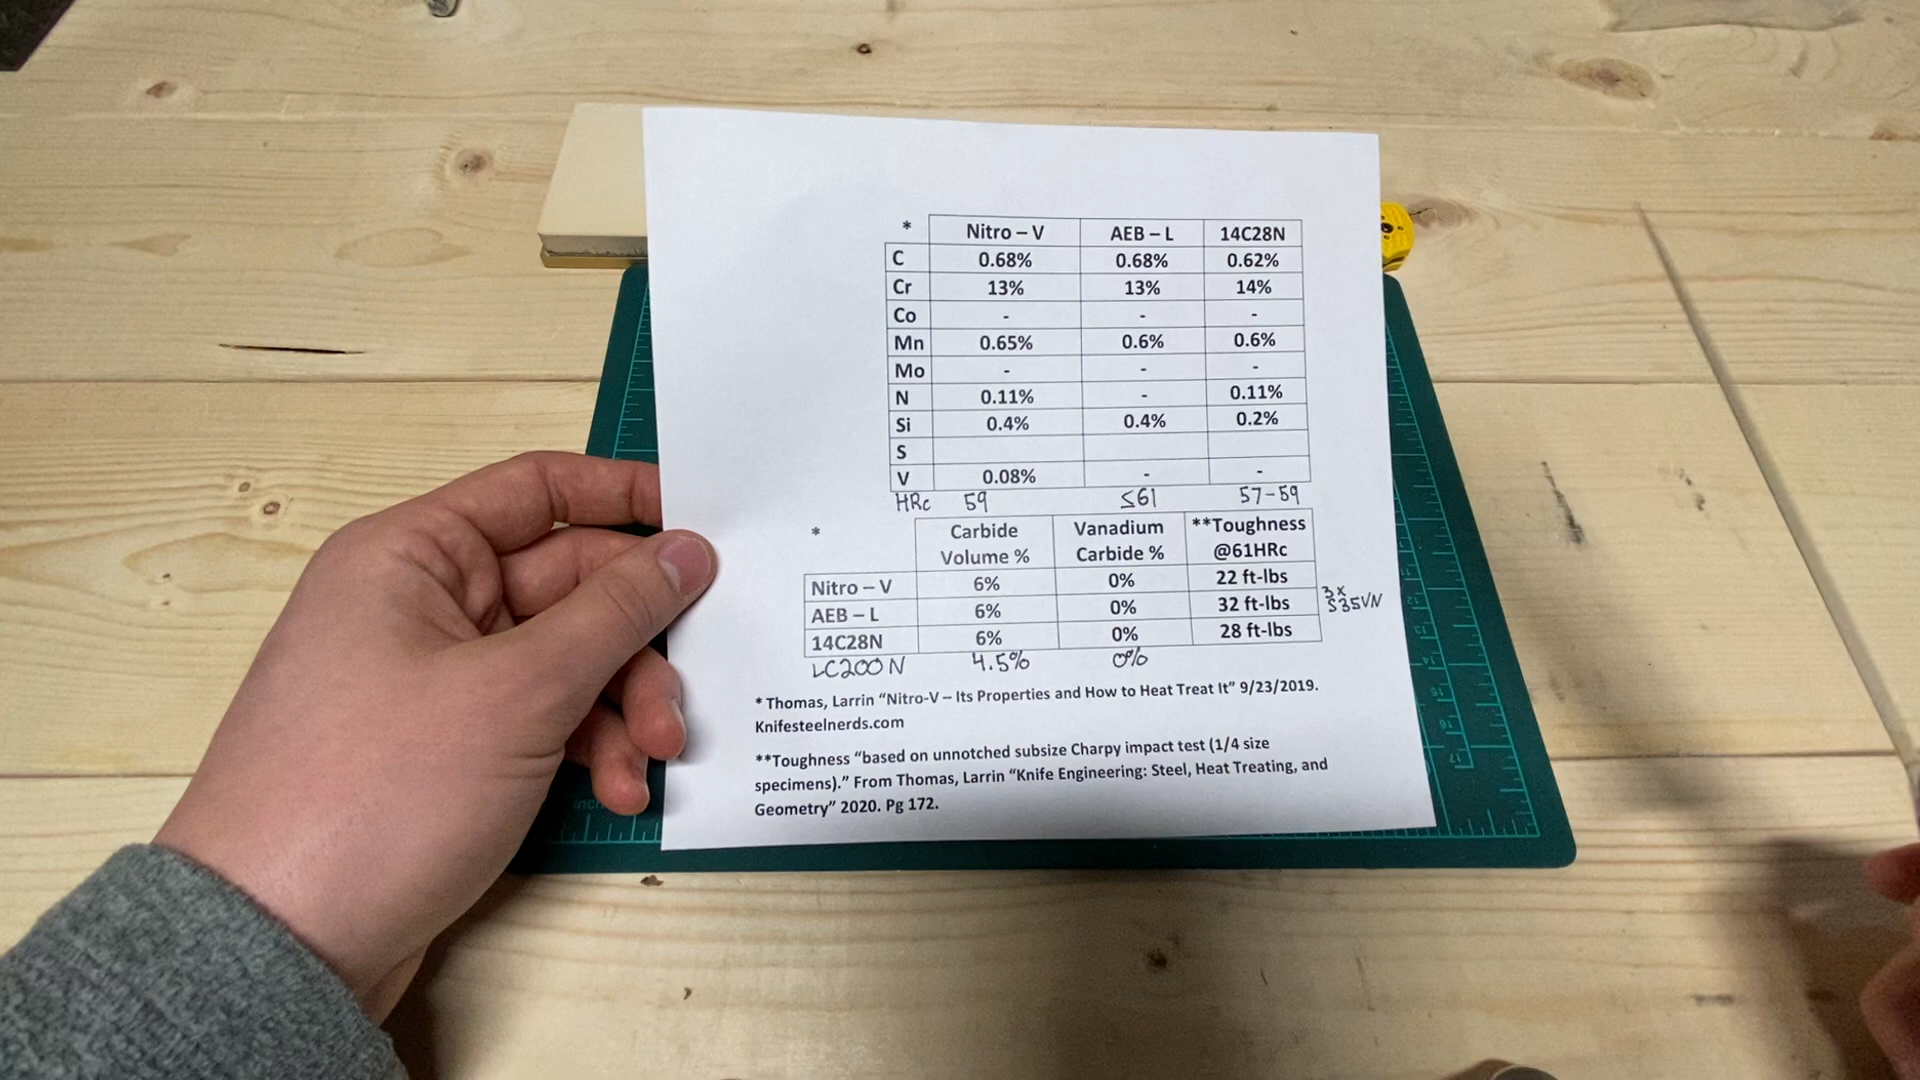 * Nitro – V AEB – L 14C28N
C 0.68% 0.68% 0.62%
Cr 13% 13% 14%
Co - - -
Mn 0.65% 0.6% 0.6%
Mo - - -
N 0.11% - 0.11%
Si 0.4% 0.4% 0.2%
S
V 0.08% - -
HRc 59 ≤61 57-59
* Carbide Vanadium **Toughness
Volume % Carbide % @61HRc
Nitro – V 6% 0% 22 ft-lbs
AEB – L 6% 0% 32 ft-lbs 3x S35VN
14C28N 6% 0% 28 ft-lbs
LC200N 4.5% 0%
* Thomas, Larrin “Nitro-V – Its Properties and How to Heat Treat It” 9/23/2019.
Knifesteelnerds.com
**Toughness “based on unnotched subsize Charpy impact test (1/4 size
specimens).” From Thomas, Larrin “Knife Engineering: Steel, Heat Treating, and
Geometry” 2020. Pg 172.